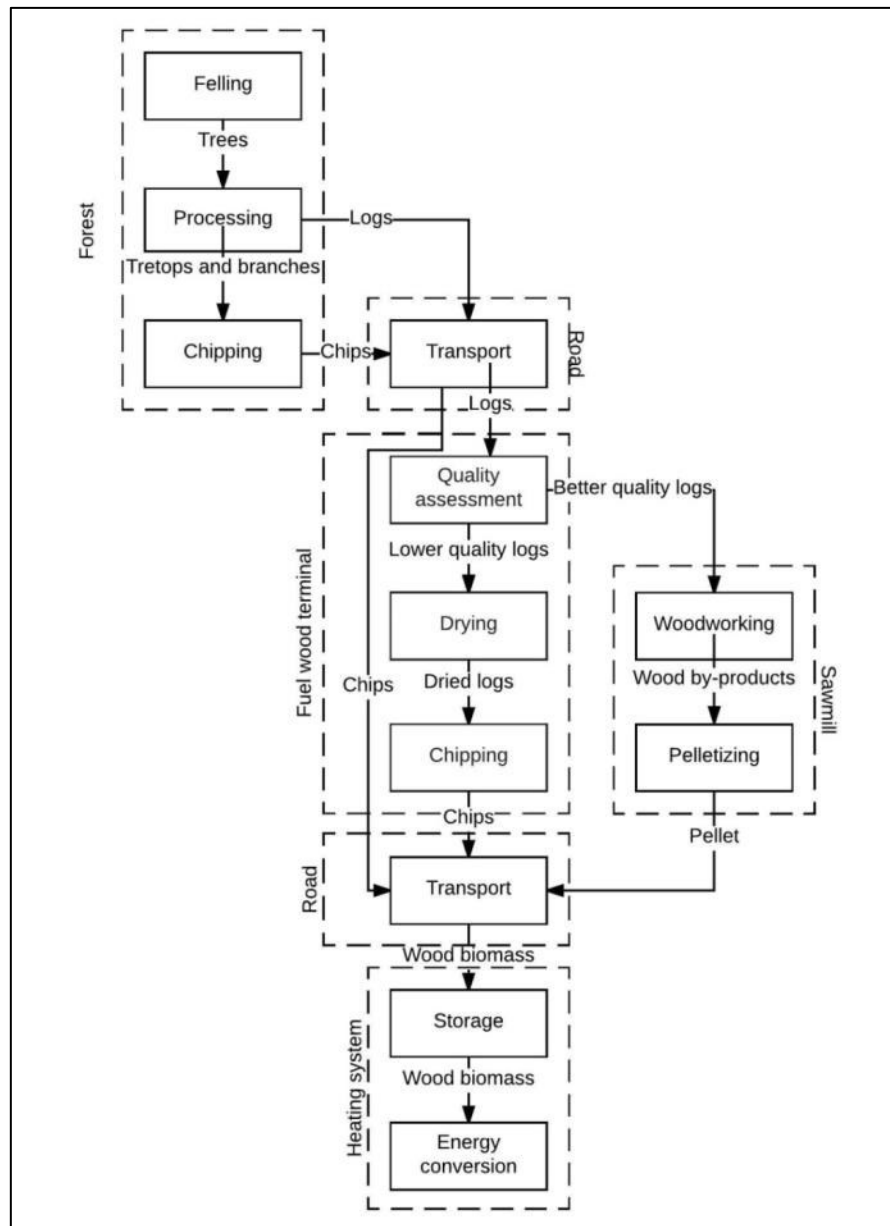 Felling
Trees
Forest
Processing
Logs
Tretops and branches
Chipping
Chips
Transport
Road
Logs
Fuel wood terminal
Quality
assessment
Better quality logs
Lower quality logs
Drying
Woodworking
Sawmill
Chips
Dried logs
Wood by-products
Chipping
Pelletizing
Chips
Pellet
Road
Transport
Wood biomass
Heating system
Storage
Wood biomass
Energy
conversion